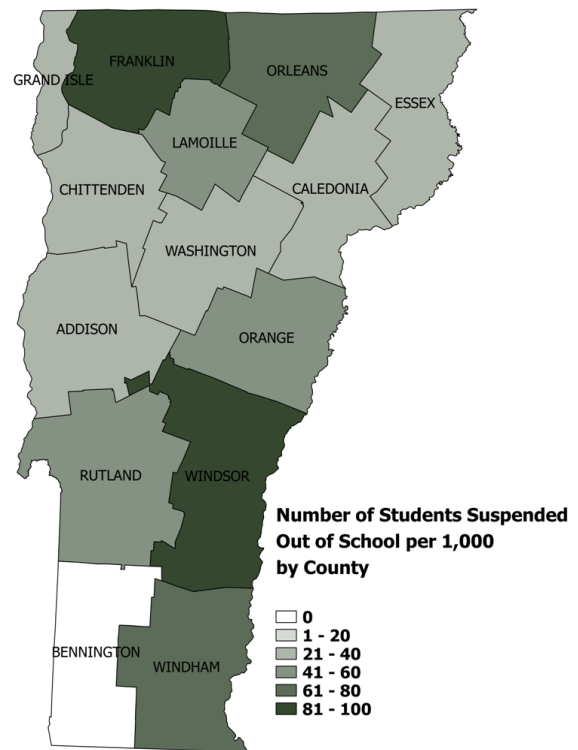 FRANKLIN
ORLEANS
GRAND ISLE
ESSEX
LAMOILLE
CHITTENDEN
CALEDONIA
WASHINGTON
ADDISON
ORANGE
RUTLAND
WINDSOR
Number of Students Suspended
Out of School per 1,000
by County
0
1 - 20
21 - 40
41 - 60
61 - 80
81 - 100
BENNINGTON
WINDHAM